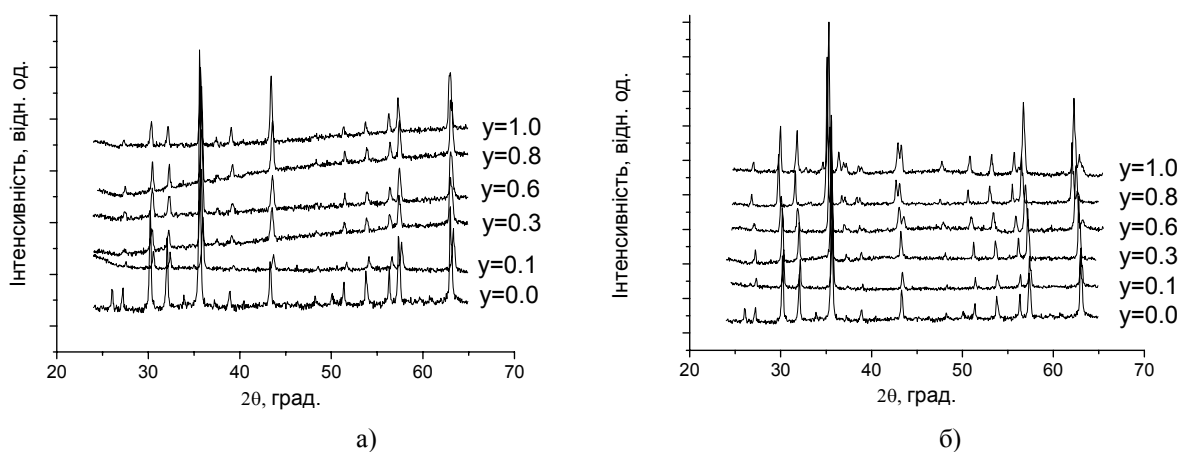 Інтенсивність, відн. од.
y=1.0
y=0.8
y=0.6
y=0.3
y=0.1
y=0.0
20 30 40 50 60 70
2θ, град.
а)
Інтенсивність, відн. од.
y=1.0
y=0.8
y=0.6
y=0.3
y=0.1
y=0.0
20 30 40 50 60 70
2θ, град.
б)